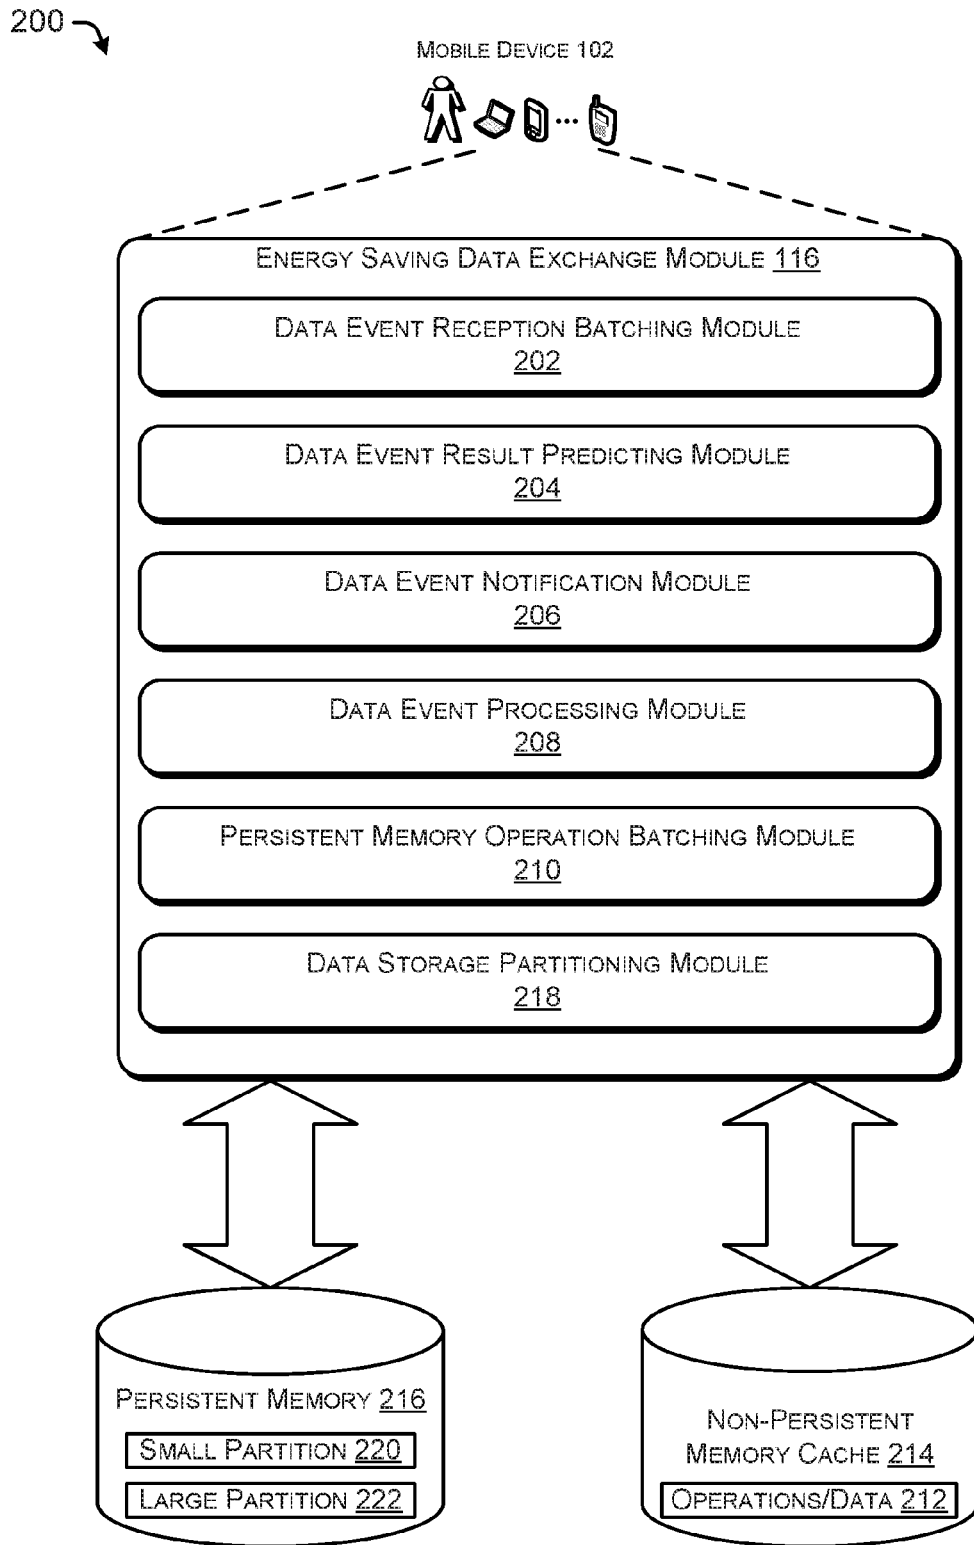 200
MOBILE DEVICE 102
ENERGY SAVING DATA EXCHANGE MODULE 116
DATA EVENT RECEPTION BATCHING MODULE
202
DATA EVENT RESULT PREDICTING MODULE
204
DATA EVENT NOTIFICATION MODULE
206
DATA EVENT PROCESSING MODULE
208
PERSISTENT MEMORY OPERATION BATCHING MODULE
210
DATA STORAGE PARTITIONING MODULE
218
PERSISTENT MEMORY 216
SMALL PARTITION 220
LARGE PARTITION 222
NON-PERSISTENT
MEMORY CACHE 214
OPERATIONS/DATA 212